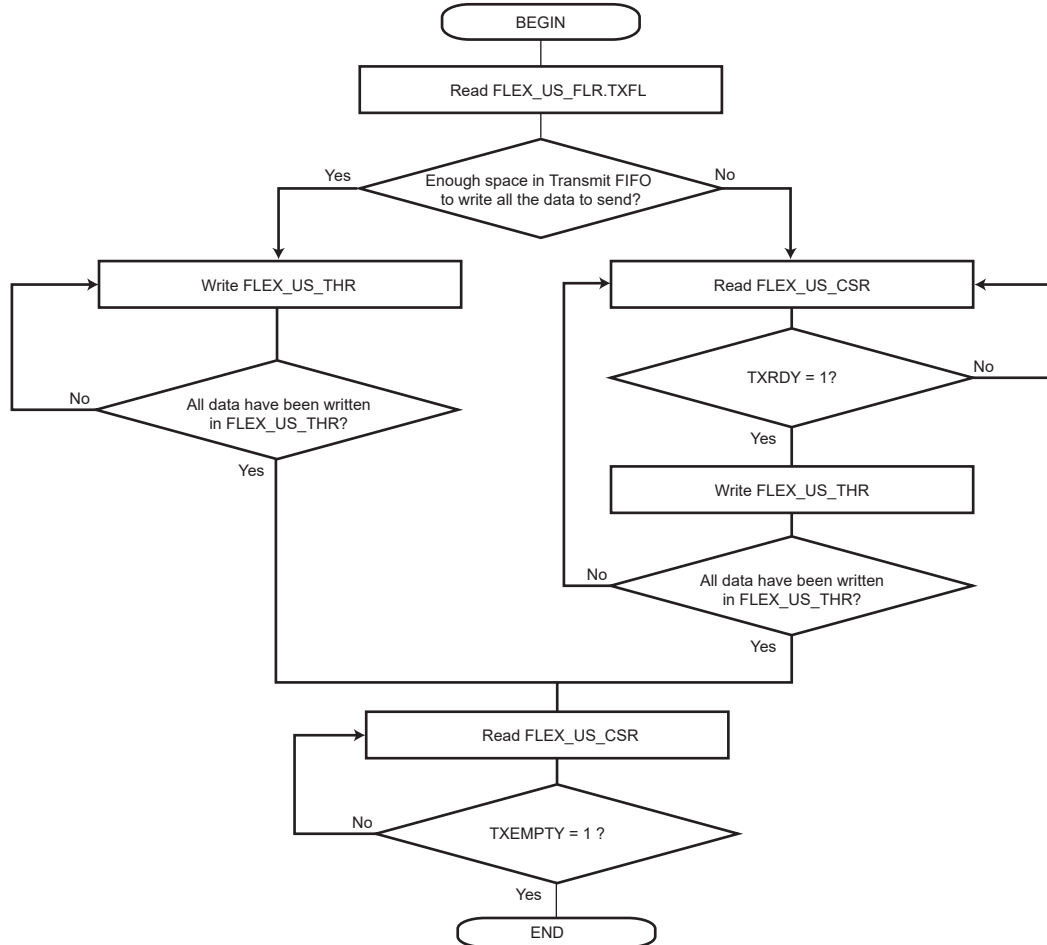 BEGIN
Read FLEX_US_FLR.TXFL
Yes
Enough space in Transmit FIFO
to write all the data to send?
No
Write FLEX_US_THR
Read FLEX_US_CSR
No
All data have been written
in FLEX_US_THR?
Yes
TXRDY = 1?
No
Yes
Write FLEX_US_THR
No
All data have been written
in FLEX_US_THR?
Yes
Read FLEX_US_CSR
No
TXEMPTY = 1 ?
Yes
END